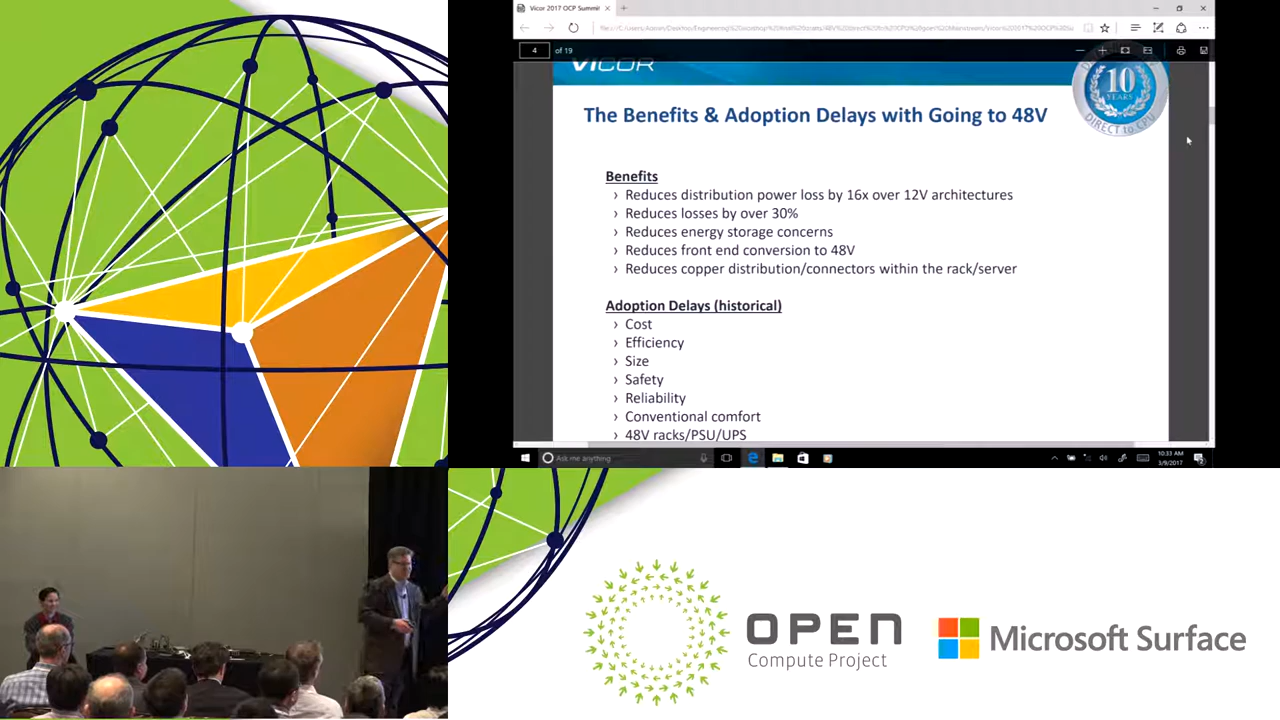 Vicor 2017 OCP Summit
4 of 19
VICOR
10
YEARS
DIRECT to CPU
The Benefits & Adoption Delays with Going to 48V
Benefits
› Reduces distribution power loss by 16x over 12V architectures
› Reduces losses by over 30%
› Reduces energy storage concerns
› Reduces front end conversion to 48V
› Reduces copper distribution/connectors within the rack/server
Adoption Delays (historical)
› Cost
› Efficiency
› Size
› Safety
› Reliability
› Conventional comfort
› 48V racks/PSU/UPS
Ask me anything
10:33 AM
3/9/2017
OPEN
Compute Project
Microsoft Surface